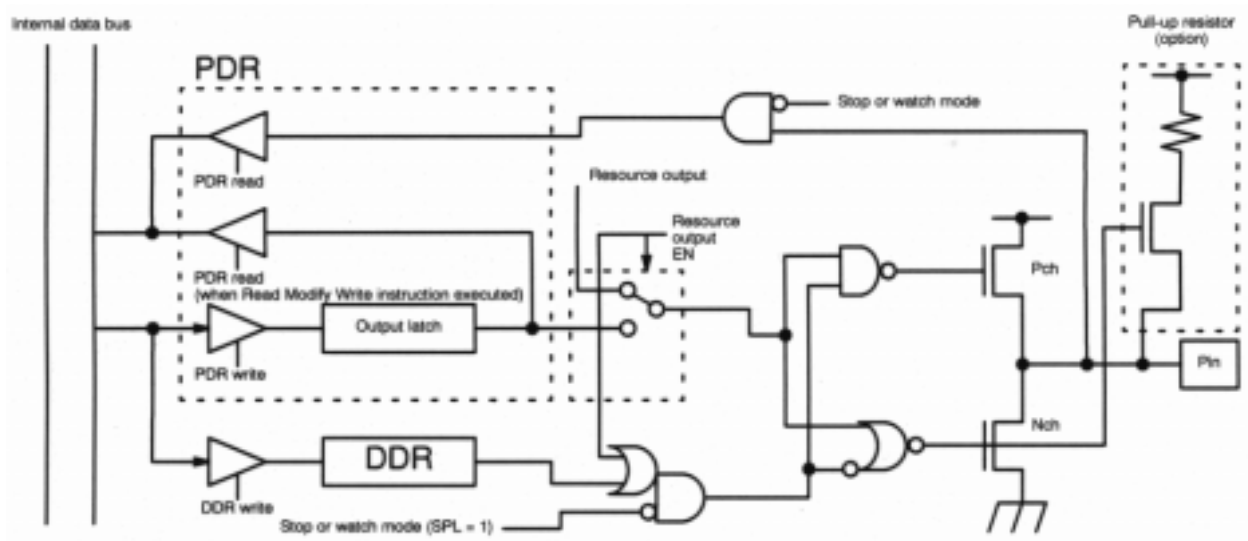 Internal data bus
Pull-up resistor
(option)
PDR
Stop or watch mode
PDR read
Resource output
Resource
output
EN
PDR read
(when Read Modify Write instruction executed)
Pch
Output latch
PDR write
Pin
Nch
DDR
DDR write
Stop or watch mode (SPL = 1)